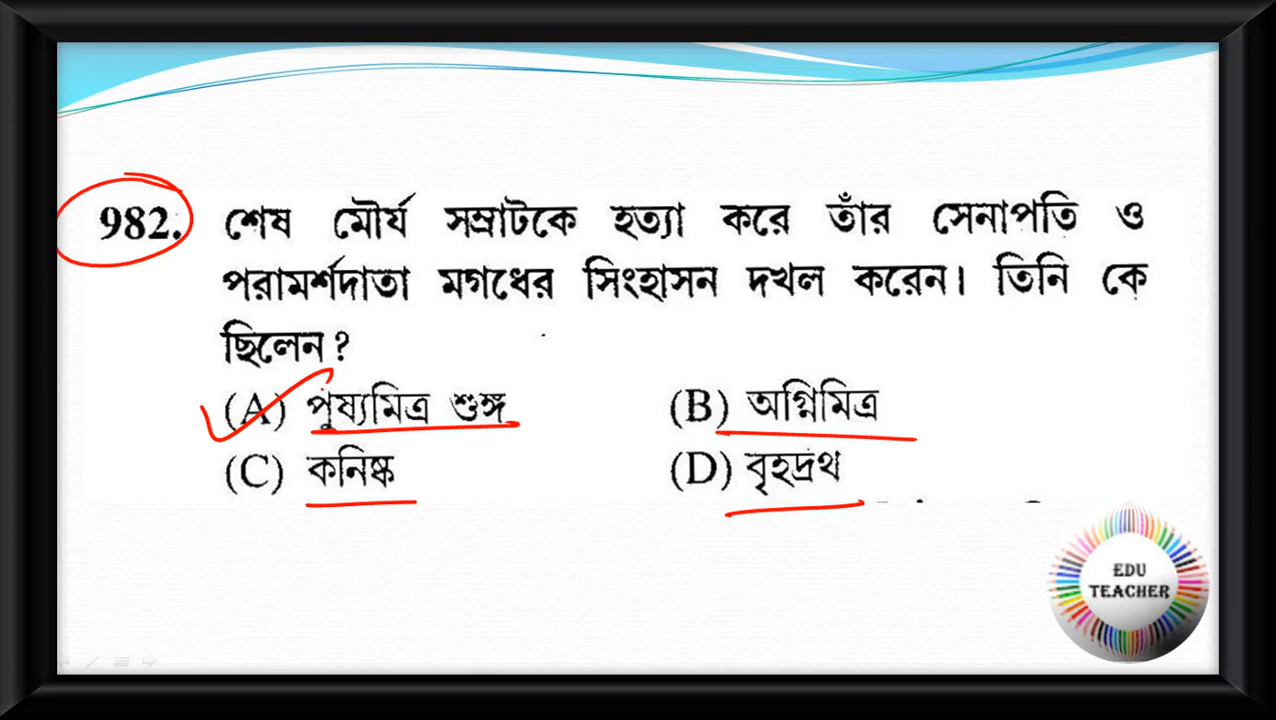 982. শেষ মৌর্য সম্রাটকে হত্যা করে তাঁর সেনাপতি ও
পরামর্শদাতা মগধের সিংহাসন দখল করেন। তিনি কে
ছিলেন?
(A) পুষ্যমিত্র শুঙ্গ (B) অগ্নিমিত্র
(C) কনিষ্ক (D) বৃহদ্রথ
EDU
TEACHER